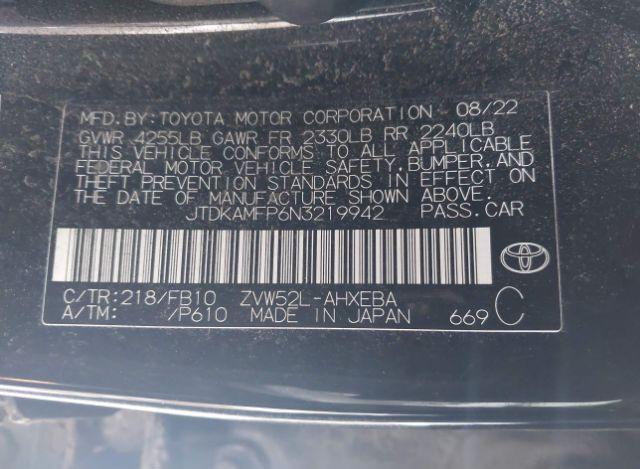 MFD.BY:TOYOTA MOTOR CORPORATION 08/22
GVWR 4255LB GAWR FR 2330LB RR 2240LB
THIS VEHICLE CONFORMS TO ALL APPLICABLE
FEDERAL MOTOR VEHICLE SAFETY, BUMPER, AND
THEFT PREVENTION STANDARDS IN EFFECT ON
THE DATE OF MANUFACTURE SHOWN ABOVE.
JTDKAMFP6N3219942 PASS.CAR
C/TR:218/FB10 ZVW52L-AHXEBA
A/TM: /P610 MADE IN JAPAN 669 C